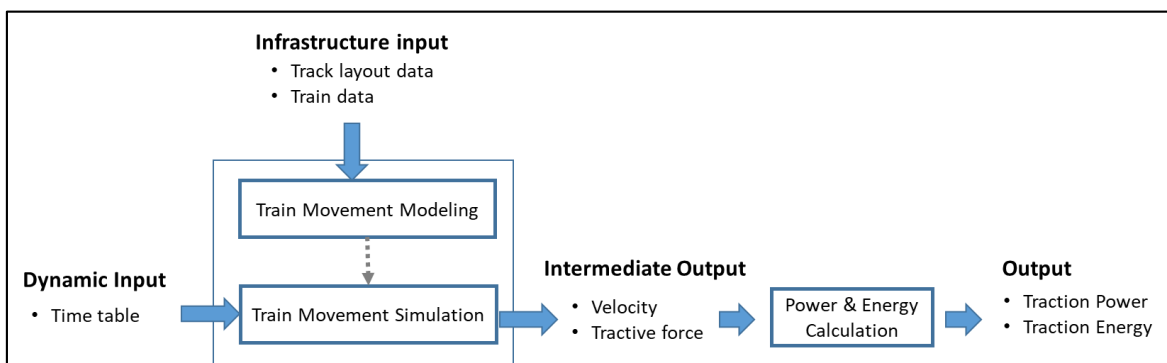 Infrastructure input
• Track layout data
• Train data
Train Movement Modeling
Dynamic Input
• Time table
Train Movement Simulation
Intermediate Output
• Velocity
• Tractive force
Power & Energy
Calculation
Output
• Traction Power
• Traction Energy